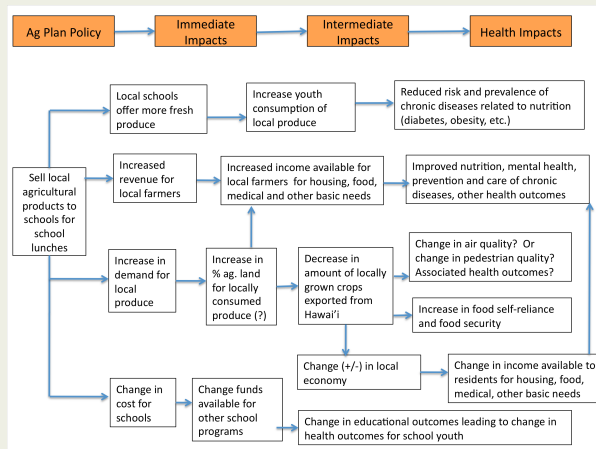 Ag Plan Policy
Immediate
Impacts
Intermediate
Impacts
Health Impacts
Local schools
offer more fresh
produce
Increase youth
consumption of
local produce
Reduced risk and prevalence of
chronic diseases related to nutrition
(diabetes, obesity, etc.)
Sell local
agricultural
products to
schools for
school
lunches
Increased
revenue for
local farmers
Increased income available for
local farmers for housing, food,
medical and other basic needs
Improved nutrition, mental health,
prevention and care of chronic
diseases, other health outcomes
Increase in
demand for
local
produce
Increase in
% ag. land
for locally
consumed
produce (?)
Decrease in
amount of locally
grown crops
exported from
Hawai'i
Change in air quality? Or
change in pedestrian quality?
Associated health outcomes?
Increase in food self-reliance
and food security
Change (+/-) in local
economy
Change in income available to
residents for housing, food,
medical, other basic needs
Change in
cost for
schools
Change funds
available for
other school
programs
Change in educational outcomes leading to change in
health outcomes for school youth